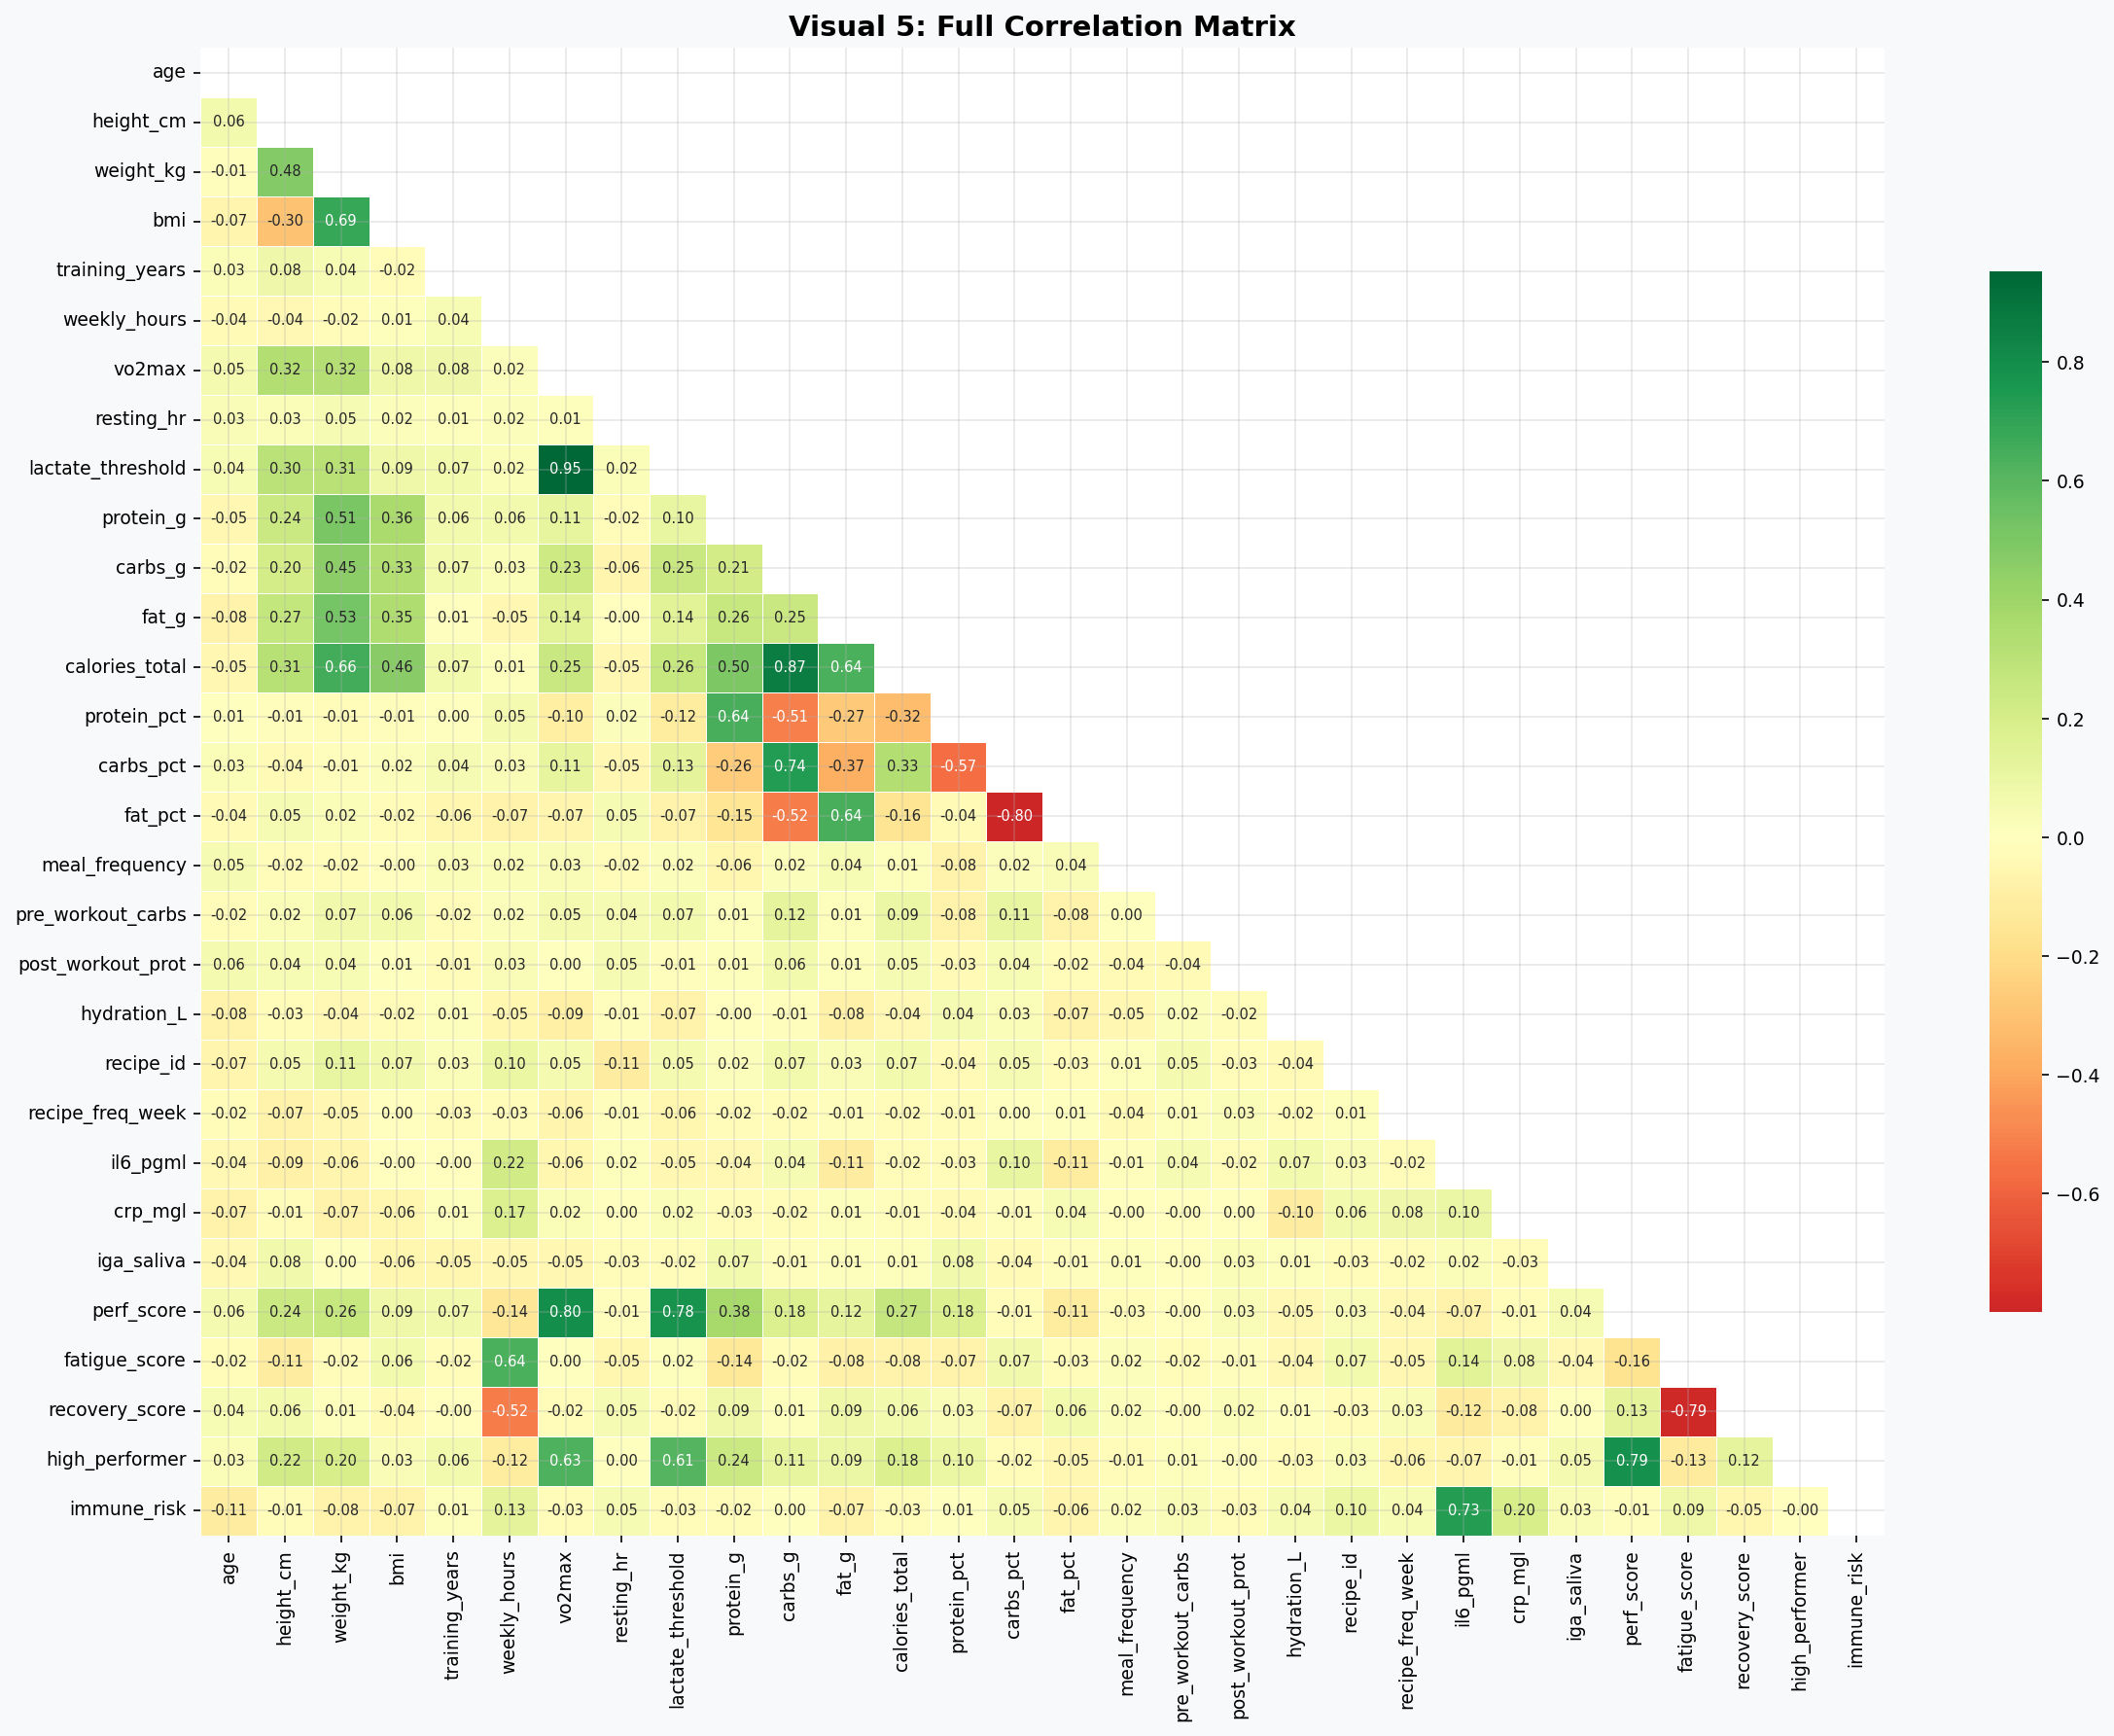 Visual 5: Full Correlation Matrix
age
height_cm 0.06
weight_kg -0.01 0.48
bmi -0.07 -0.30 0.69
training_years 0.03 0.08 0.04 -0.02
weekly_hours -0.04 -0.04 -0.02 0.01 0.04
vo2max 0.05 0.32 0.32 0.08 0.08 0.02
resting_hr 0.03 0.03 0.05 0.02 0.01 0.02 0.01
lactate_threshold 0.04 0.30 0.31 0.09 0.07 0.02 0.95 0.02
protein_g -0.05 0.24 0.51 0.36 0.06 0.06 0.11 -0.02 0.10
carbs_g -0.02 0.20 0.45 0.33 0.07 0.03 0.23 -0.06 0.25 0.21
fat_g -0.08 0.27 0.53 0.35 0.01 -0.05 0.14 -0.00 0.14 0.26 0.25
calories_total -0.05 0.31 0.66 0.46 0.07 0.01 0.25 -0.05 0.26 0.50 0.87 0.64
protein_pct 0.01 -0.01 -0.01 -0.01 0.00 0.05 -0.10 0.02 -0.12 0.64 -0.51 -0.27 -0.32
carbs_pct 0.03 -0.04 -0.01 0.02 0.04 0.03 0.11 -0.05 0.13 -0.26 0.74 -0.37 0.33 -0.57
fat_pct -0.04 0.05 0.02 -0.02 -0.06 -0.07 -0.07 0.05 -0.07 -0.15 -0.52 0.64 -0.16 -0.04 -0.80
meal_frequency 0.05 -0.02 -0.02 -0.00 0.03 0.02 0.03 -0.02 0.02 -0.06 0.02 0.04 0.01 -0.08 0.02 0.04
pre_workout_carbs -0.02 0.02 0.07 0.06 -0.02 0.02 0.05 0.04 0.07 0.01 0.12 0.01 0.09 -0.08 0.11 -0.08 0.00
post_workout_prot 0.06 0.04 0.04 0.01 -0.01 0.03 0.00 0.05 -0.01 0.01 0.06 0.01 0.05 -0.03 0.04 -0.02 -0.04 -0.04
hydration_L -0.08 -0.03 -0.04 -0.02 0.01 -0.05 -0.09 -0.01 -0.07 -0.00 -0.01 -0.08 -0.04 0.04 0.03 -0.07 -0.05 0.02 -0.02
recipe_id -0.07 0.05 0.11 0.07 0.03 0.10 0.05 -0.11 0.05 0.02 0.07 0.03 0.07 -0.04 0.05 -0.03 0.01 0.05 -0.03 -0.04
recipe_freq_week -0.02 -0.07 -0.05 0.00 -0.03 -0.03 -0.06 -0.01 -0.06 -0.02 -0.02 -0.01 -0.02 -0.01 0.00 0.01 -0.04 0.01 0.03 -0.02 0.01
il6_pgml -0.04 -0.09 -0.06 -0.00 -0.00 0.22 -0.06 0.02 -0.05 -0.04 0.04 -0.11 -0.02 -0.03 0.10 -0.11 -0.01 0.04 -0.02 0.07 0.03 -0.02
crp_mgl -0.07 -0.01 -0.07 -0.06 0.01 0.17 0.02 0.00 0.02 -0.03 -0.02 0.01 -0.01 -0.04 -0.01 0.04 -0.00 -0.00 0.00 -0.10 0.06 0.08 0.10
iga_saliva -0.04 0.08 0.00 -0.06 -0.05 -0.05 -0.05 -0.03 -0.02 0.07 -0.01 0.01 0.01 0.08 -0.04 -0.01 0.01 -0.00 0.03 0.01 -0.03 -0.02 0.02 -0.03
perf_score 0.06 0.24 0.26 0.09 0.07 -0.14 0.80 -0.01 0.78 0.38 0.18 0.12 0.27 0.18 -0.01 -0.11 -0.03 -0.00 0.03 -0.05 0.03 -0.04 -0.07 -0.01 0.04
fatigue_score -0.02 -0.11 -0.02 0.06 -0.02 0.64 0.00 -0.05 0.02 -0.14 -0.02 -0.08 -0.08 -0.07 0.07 -0.03 0.02 -0.02 -0.01 -0.04 0.07 -0.05 0.14 0.08 -0.04 -0.16
recovery_score 0.04 0.06 0.01 -0.04 -0.00 -0.52 -0.02 0.05 -0.02 0.09 0.01 0.09 0.06 0.03 -0.07 0.06 0.02 -0.00 0.02 0.01 -0.03 0.03 -0.12 -0.08 0.00 0.13 -0.79
high_performer 0.03 0.22 0.20 0.03 0.06 -0.12 0.63 0.00 0.61 0.24 0.11 0.09 0.18 0.10 -0.02 -0.05 -0.01 0.01 -0.00 -0.03 0.03 -0.06 -0.07 -0.01 0.05 0.79 -0.13 0.12
immune_risk -0.11 -0.01 -0.08 -0.07 0.01 0.13 -0.03 0.05 -0.03 -0.02 0.00 -0.07 -0.03 0.01 0.05 -0.06 0.02 0.03 -0.03 0.04 0.10 0.04 0.73 0.20 0.03 -0.01 0.09 -0.05 -0.00
age
height_cm
weight_kg
bmi
training_years
weekly_hours
vo2max
resting_hr
lactate_threshold
protein_g
carbs_g
fat_g
calories_total
protein_pct
carbs_pct
fat_pct
meal_frequency
pre_workout_carbs
post_workout_prot
hydration_L
recipe_id
recipe_freq_week
il6_pgml
crp_mgl
iga_saliva
perf_score
fatigue_score
recovery_score
high_performer
immune_risk
0.8
0.6
0.4
0.2
0.0
−0.2
−0.4
−0.6